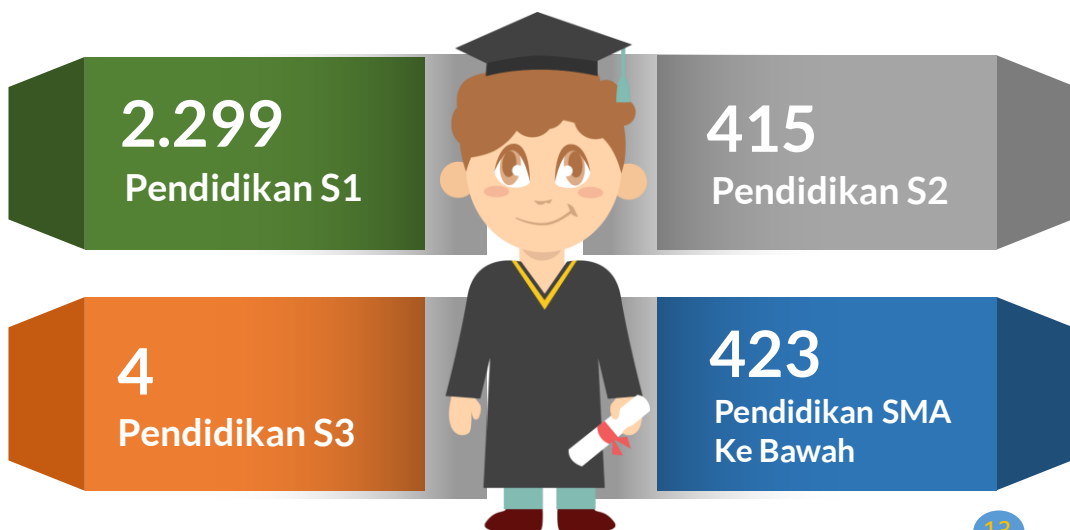 2.299
Pendidikan S1
415
Pendidikan S2
4
Pendidikan S3
423
Pendidikan SMA
Ke Bawah